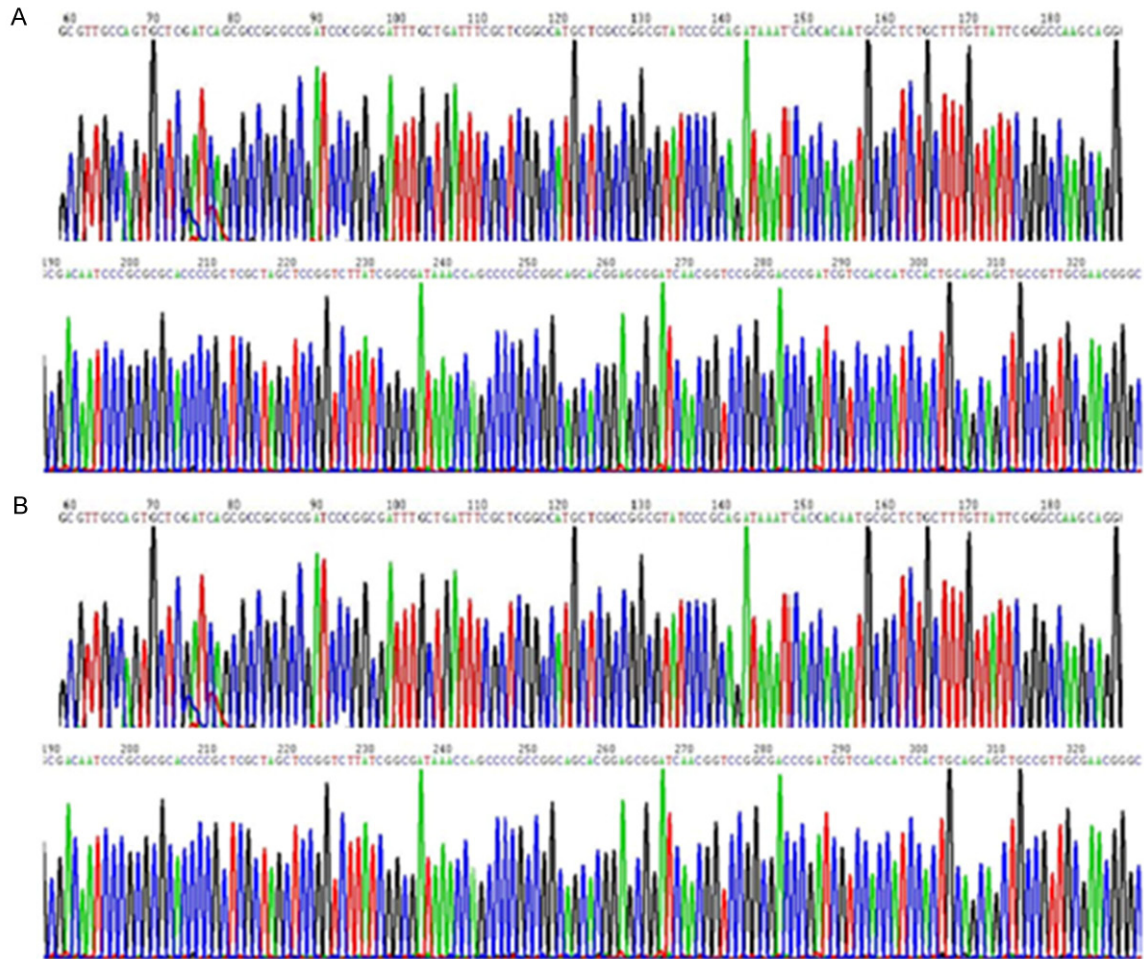 A
60 70 80 90 100 110 120 130 140 150 160 170 180
GCGTTGCCAGTGCTCGATCAGCGCCGCGCCGATCCCGGCGATTTGCTGATTTCGCTCGGCCATGCTCGCCGGCGTATCCCGCAGATAAATCACCACAATGCGCTCTGCTTTGTTATTCGGGCCAAGCAGG
190 200 210 220 230 240 250 260 270 280 290 300 310 320
CGACAATCCCGCGCGCACCCCCGCTCGCTAGCTCCGGTCTTATCGGCGATAAACCAGCCCCCGCCGGCAGCACGGAGCGGATCAACGGTCCGGCGACCCGATCGTCCACCATCCACTGCAGCAGCTGCCGTTGCGAACGGGC
B
60 70 80 90 100 110 120 130 140 150 160 170 180
GCGTTGCCAGTGCTCGATCAGCGCCGCGCCGATCCCGGCGATTTGCTGATTTCGCTCGGCCATGCTCGCCGGCGTATCCCGCAGATAAATCACCACAATGCGCTCTGCTTTGTTATTCGGGCCAAGCAGG
190 200 210 220 230 240 250 260 270 280 290 300 310 320
CGACAATCCCGCGCGCACCCCCGCTCGCTAGCTCCGGTCTTATCGGCGATAAACCAGCCCCCGCCGGCAGCACGGAGCGGATCAACGGTCCGGCGACCCGATCGTCCACCATCCACTGCAGCAGCTGCCGTTGCGAACGGGC